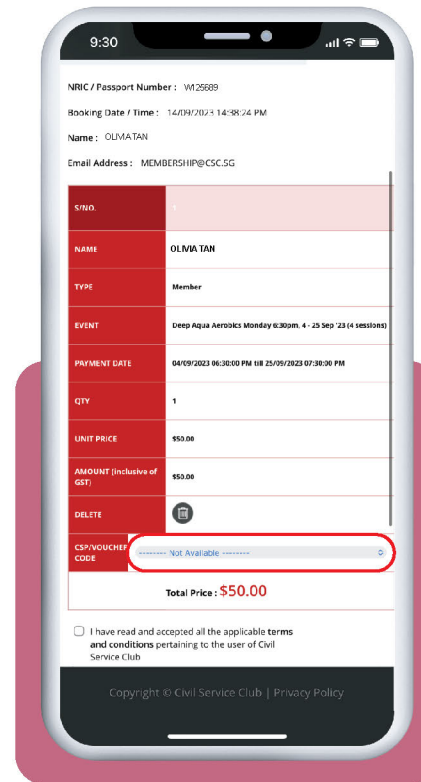 9:30
NRIC / Passport Number : W125689
Booking Date / Time : 14/09/2023 14:38:24 PM
Name : OLIVIA TAN
Email Address : MEMBERSHIP@CSC.SG
S/NO. 1
NAME OLIVIA TAN
TYPE Member
EVENT Deep Aqua Aerobics Monday 6:30pm, 4 - 25 Sep '23 (4 sessions)
PAYMENT DATE 04/09/2023 06:30:00 PM till 25/09/2023 07:30:00 PM
QTY 1
UNIT PRICE $50.00
AMOUNT (inclusive of
GST) $50.00
DELETE
CSP/VOUCHER
CODE -------- Not Available --------
Total Price : $50.00
I have read and accepted all the applicable terms
and conditions pertaining to the user of Civil
Service Club
Copyright © Civil Service Club | Privacy Policy